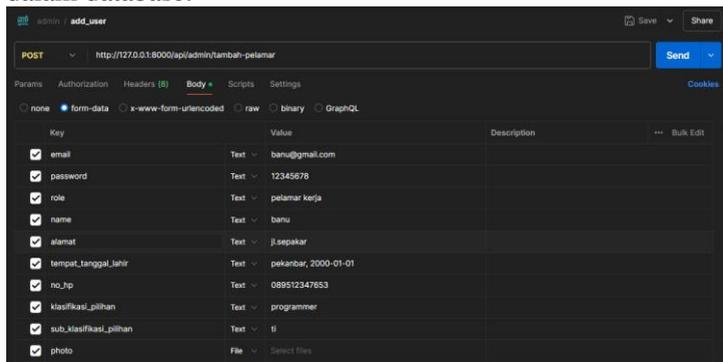 admin / add_user
Save
Share
POST
http://127.0.0.1:8000/api/admin/tambah-pelamar
Send
Params Authorization Headers (8) Body Scripts Settings
Cookies
none form-data x-www-form-urlencoded raw binary GraphQL
Key Value Description ... Bulk Edit
email Text banu@gmail.com
password Text 12345678
role Text pelamar kerja
name Text banu
alamat Text jl.sepakar
tempat_tanggal_lahir Text pekanbar, 2000-01-01
no_hp Text 089512347653
klasifikasi_pilihan Text programmer
sub_klasifikasi_pilihan Text ti
photo File Select files